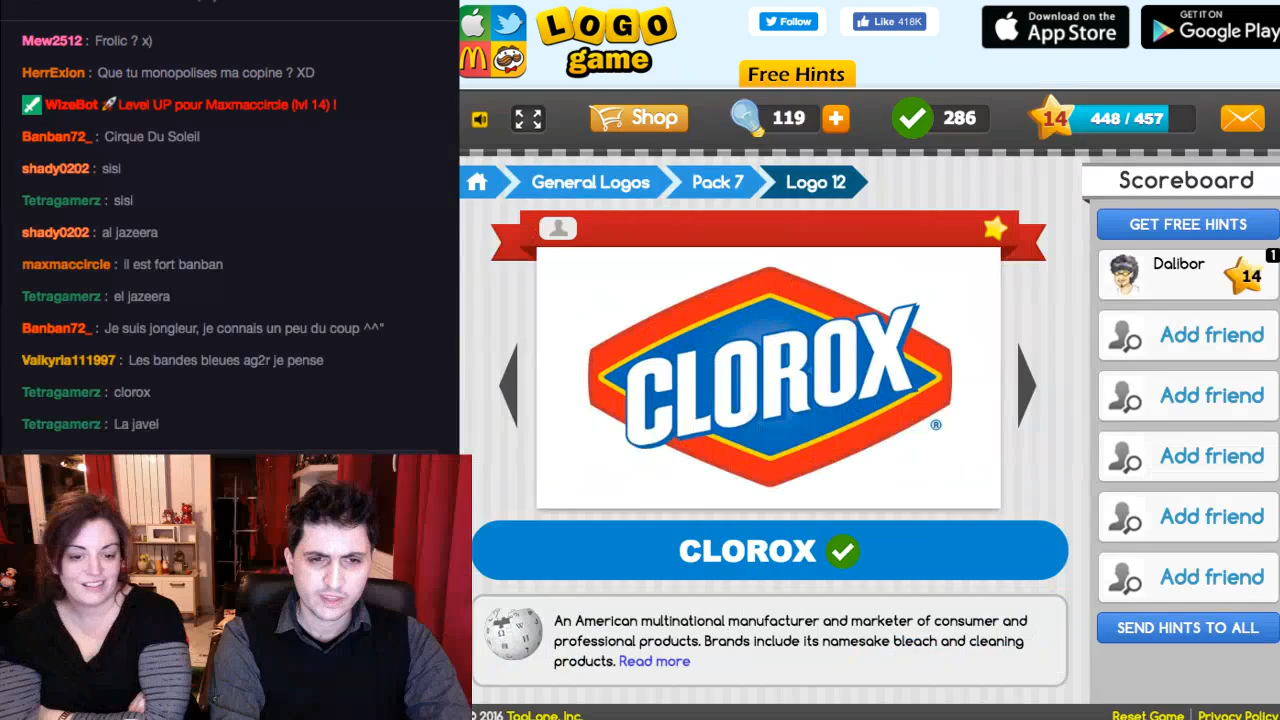 Mew2512 : Frolic ? x)
HerrExion : Que tu monopolises ma copine ? XD
WizeBot 🚀 Level UP pour Maxmaccircle (lvl 14) !
Banban72_ : Cirque Du Soleil
shady0202 : sisi
Tetragamerz : sisi
shady0202 : al jazeera
maxmaccircle : il est fort banban
Tetragamerz : el jazeera
Banban72_ : Je suis jongleur, je connais un peu du coup ^^"
Valkyria111997 : Les bandes bleues ag2r je pense
Tetragamerz : clorox
Tetragamerz : La javel
LOGO
game
Follow
Like 418K
Free Hints
Download on the
App Store
GET IT ON
Google Play
Shop
119
286
14
448 / 457
General Logos
Pack 7
Logo 12
CLOROX
®
CLOROX
An American multinational manufacturer and marketer of consumer and
professional products. Brands include its namesake bleach and cleaning
products. Read more
Scoreboard
GET FREE HINTS
1
Dalibor
14
Add friend
Add friend
Add friend
Add friend
Add friend
SEND HINTS TO ALL
© 2016 TapLane, Inc.
Reset Game | Privacy Policy